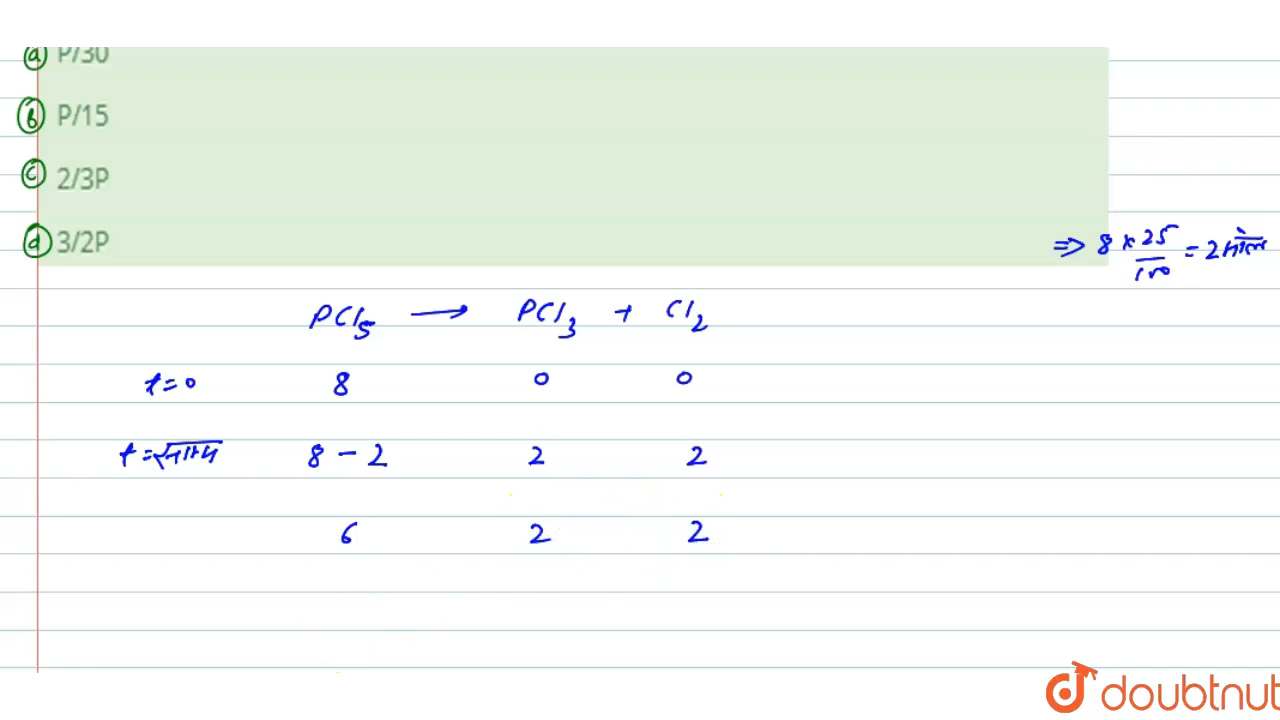 (a) P/30
(b) P/15
(c) 2/3P
(d) 3/2P
⇒ 8 × 25/100 = 2 मोल
PCl₅ ⟶ PCl₃ + Cl₂
t=0 8 0 0
t= 8 - 2 2 2
6 2 2
doubtnut